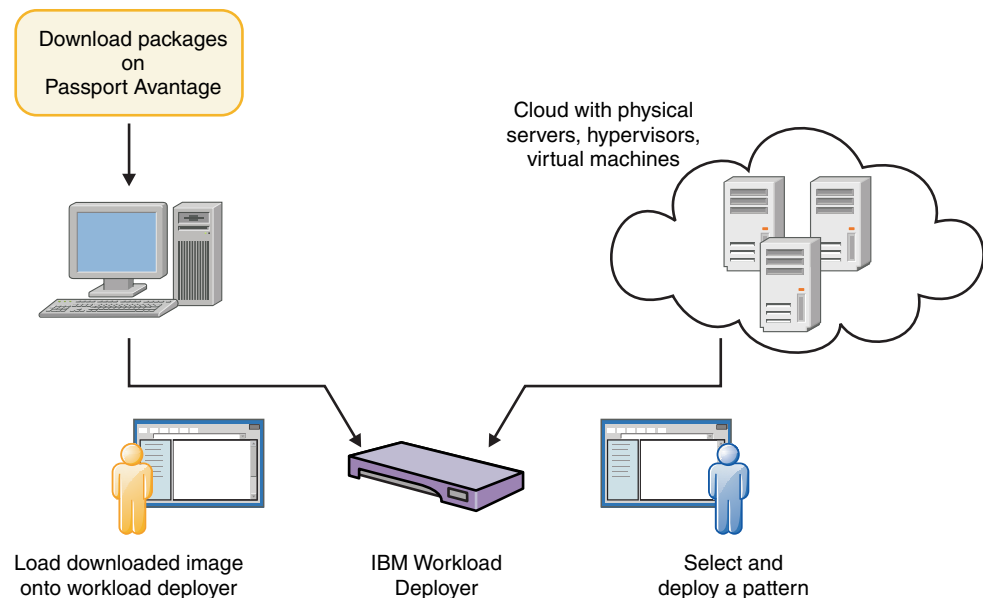 Download packages
on
Passport Avantage
Cloud with physical
servers, hypervisors,
virtual machines
Load downloaded image
onto workload deployer
IBM Workload
Deployer
Select and
deploy a pattern